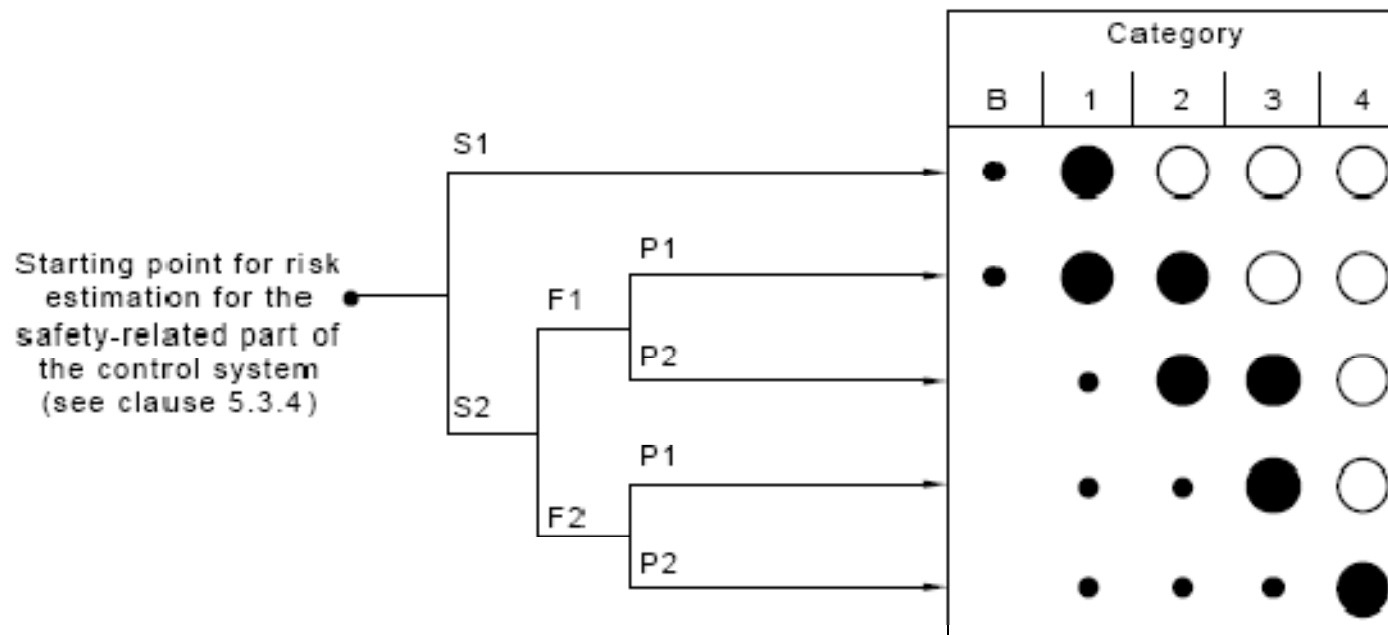 Category
B 1 2 3 4
S1
P1
Starting point for risk
estimation for the
safety-related part of
the control system
(see clause 5.3.4)
F1
P2
S2
P1
F2
P2